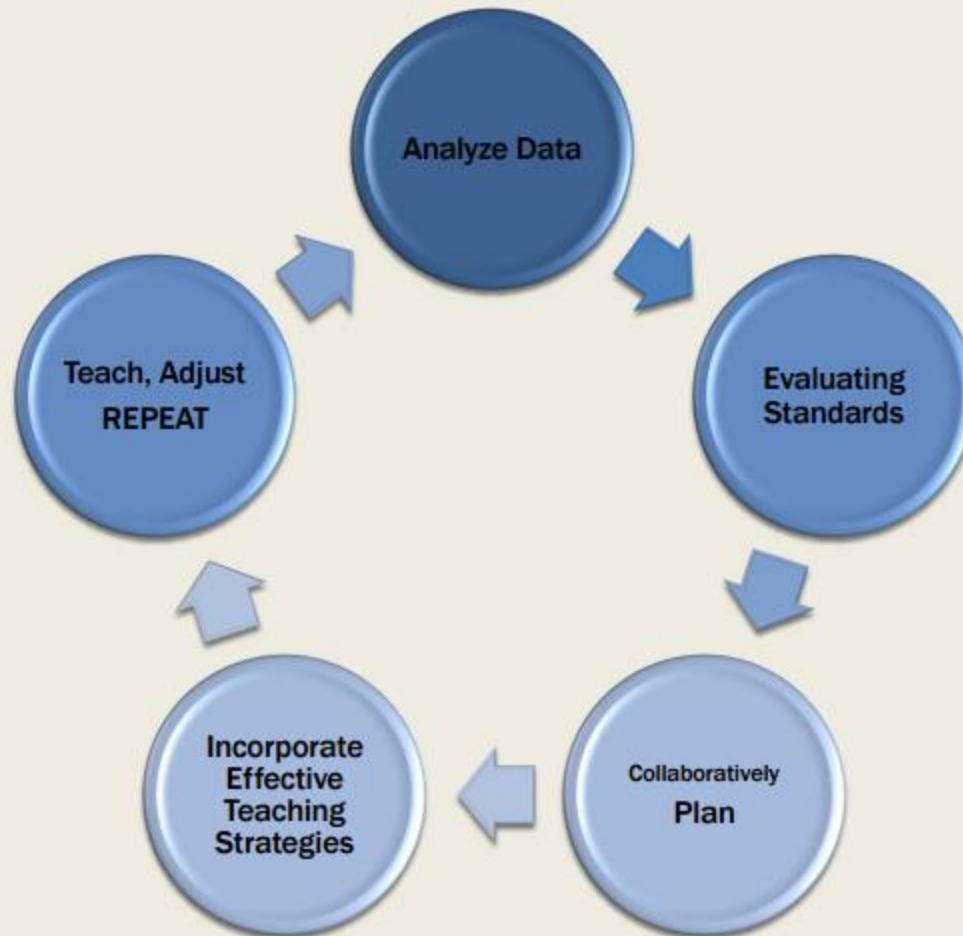 Analyze Data
Evaluating
Standards
Collaboratively
Plan
Incorporate
Effective
Teaching
Strategies
Teach, Adjust
REPEAT